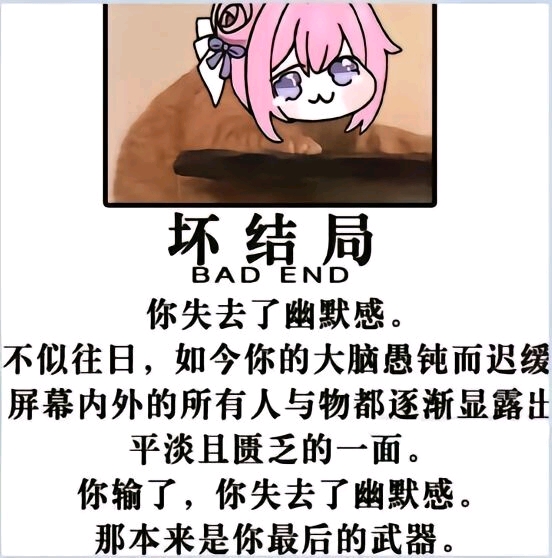 坏结局
BAD END
你失去了幽默感。
不似往日，如今你的大脑愚钝而迟缓
屏幕内外的所有人与物都逐渐显露出
平淡且匮乏的一面。
你输了，你失去了幽默感。
那本来是你最后的武器。